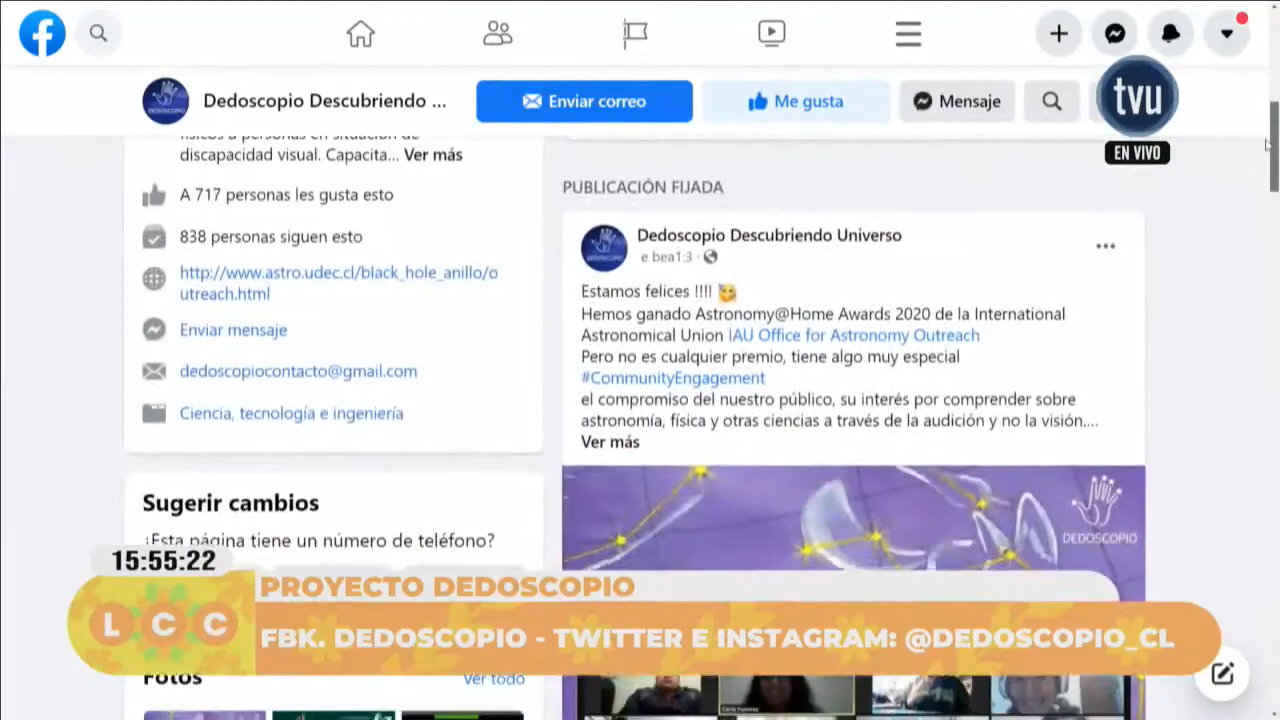 Dedoscopio Descubriendo ...
Enviar correo
Me gusta
Mensaje
tvu
EN VIVO
físicos a personas en situación de
discapacidad visual. Capacita... Ver más
A 717 personas les gusta esto
838 personas siguen esto
http://www.astro.udec.cl/black_hole_anillo/o
utreach.html
Enviar mensaje
dedoscopiocontacto@gmail.com
Ciencia, tecnología e ingeniería
Sugerir cambios
¿Esta página tiene un número de teléfono?
Fotos
Ver todo
PUBLICACIÓN FIJADA
Dedoscopio Descubriendo Universo
e bea1:3 ·
Estamos felices !!!! 🥰
Hemos ganado Astronomy@Home Awards 2020 de la International
Astronomical Union IAU Office for Astronomy Outreach
Pero no es cualquier premio, tiene algo muy especial
#CommunityEngagement
el compromiso del nuestro público, su interés por comprender sobre
astronomía, física y otras ciencias a través de la audición y no la visión....
Ver más
DEDOSCOPIO
15:55:22
LCC
PROYECTO DEDOSCOPIO
FBK. DEDOSCOPIO - TWITTER E INSTAGRAM: @DEDOSCOPIO_CL